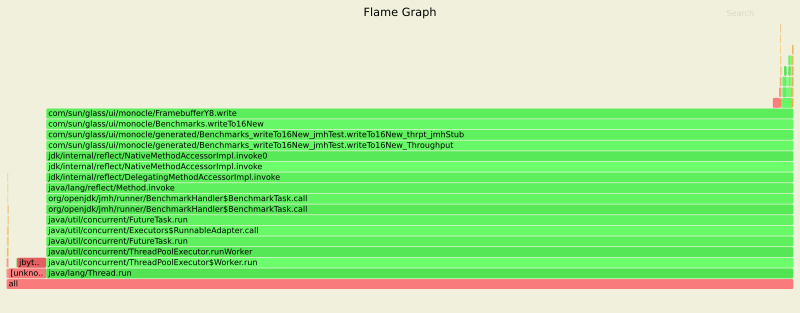 Flame Graph
Search
com/sun/glass/ui/monocle/FramebufferY8.write
com/sun/glass/ui/monocle/Benchmarks.writeTo16New
com/sun/glass/ui/monocle/generated/Benchmarks_writeTo16New_jmhTest.writeTo16New_thrpt_jmhStub
com/sun/glass/ui/monocle/generated/Benchmarks_writeTo16New_jmhTest.writeTo16New_Throughput
jdk/internal/reflect/NativeMethodAccessorImpl.invoke0
jdk/internal/reflect/NativeMethodAccessorImpl.invoke
jdk/internal/reflect/DelegatingMethodAccessorImpl.invoke
java/lang/reflect/Method.invoke
org/openjdk/jmh/runner/BenchmarkHandler$BenchmarkTask.call
org/openjdk/jmh/runner/BenchmarkHandler$BenchmarkTask.call
java/util/concurrent/FutureTask.run
java/util/concurrent/Executors$RunnableAdapter.call
java/util/concurrent/FutureTask.run
java/util/concurrent/ThreadPoolExecutor.runWorker
jbyt.. java/util/concurrent/ThreadPoolExecutor$Worker.run
[unkno.. java/lang/Thread.run
all